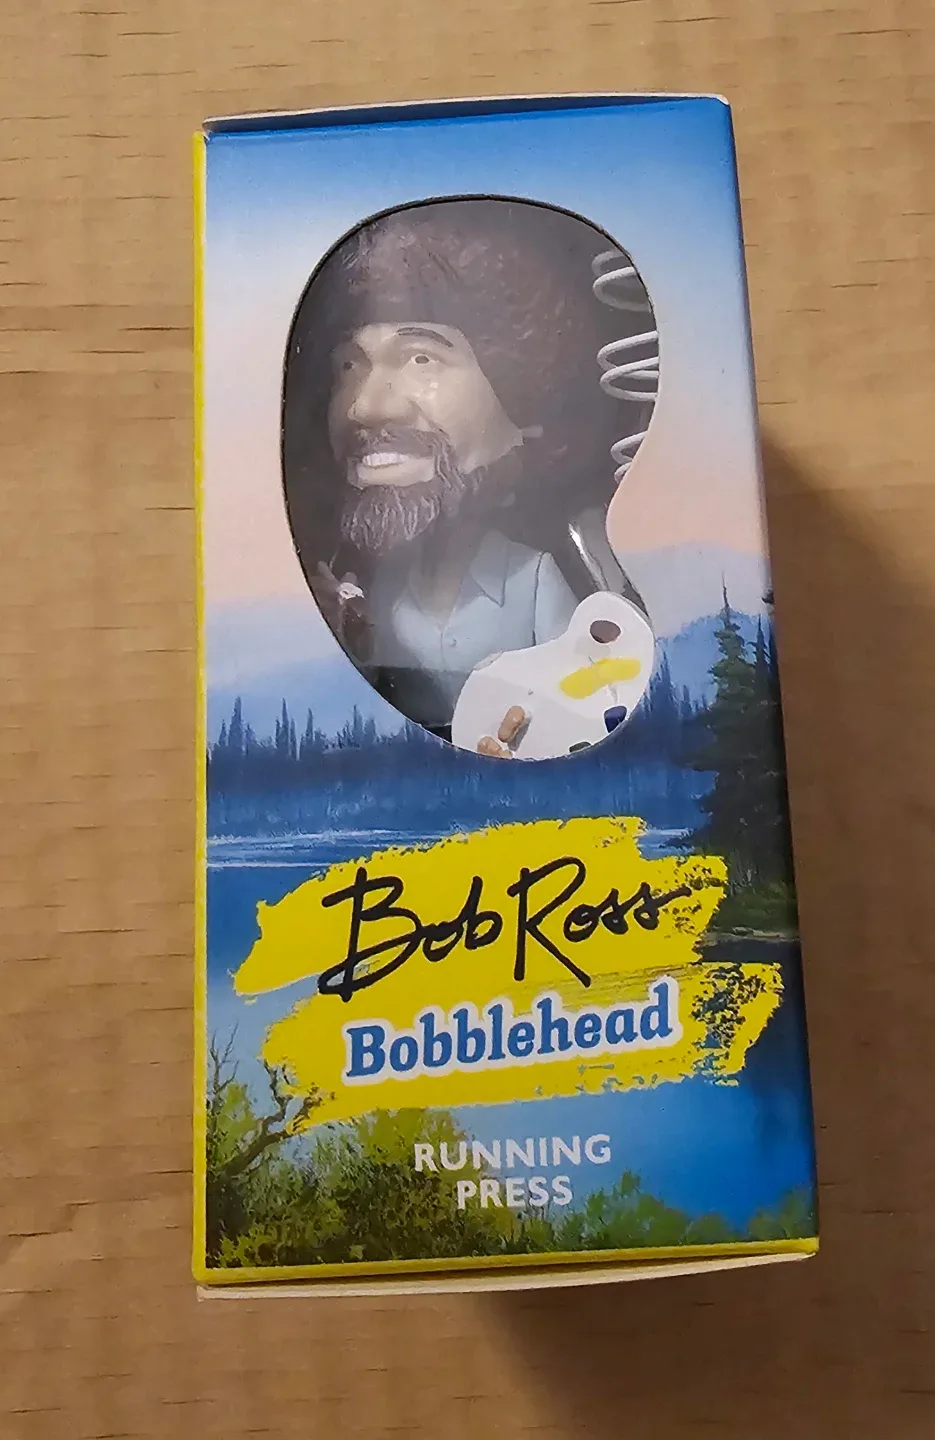 Bob Ross
Bobblehead
RUNNING
PRESS